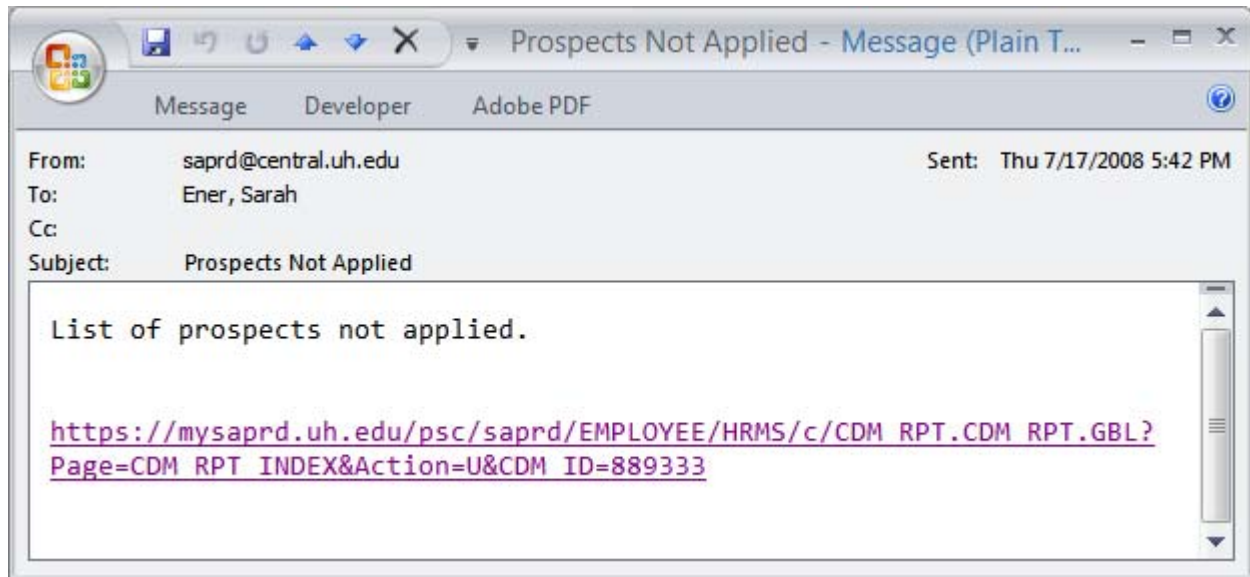 Prospects Not Applied - Message (Plain T...
Message Developer Adobe PDF
From: saprd@central.uh.edu Sent: Thu 7/17/2008 5:42 PM
To: Ener, Sarah
Cc:
Subject: Prospects Not Applied
List of prospects not applied.
https://mysaprd.uh.edu/psc/saprd/EMPLOYEE/HRMS/c/CDM_RPT.CDM_RPT.GBL?
Page=CDM_RPT_INDEX&Action=U&CDM_ID=889333